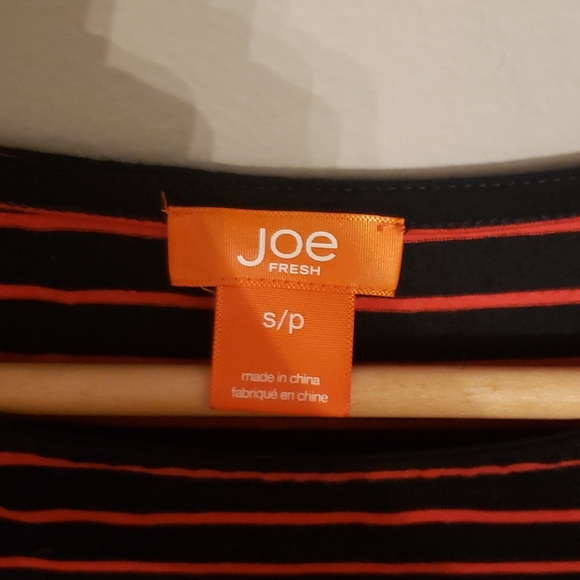 Joe
FRESH
s/p
made in china
fabriqué en chine